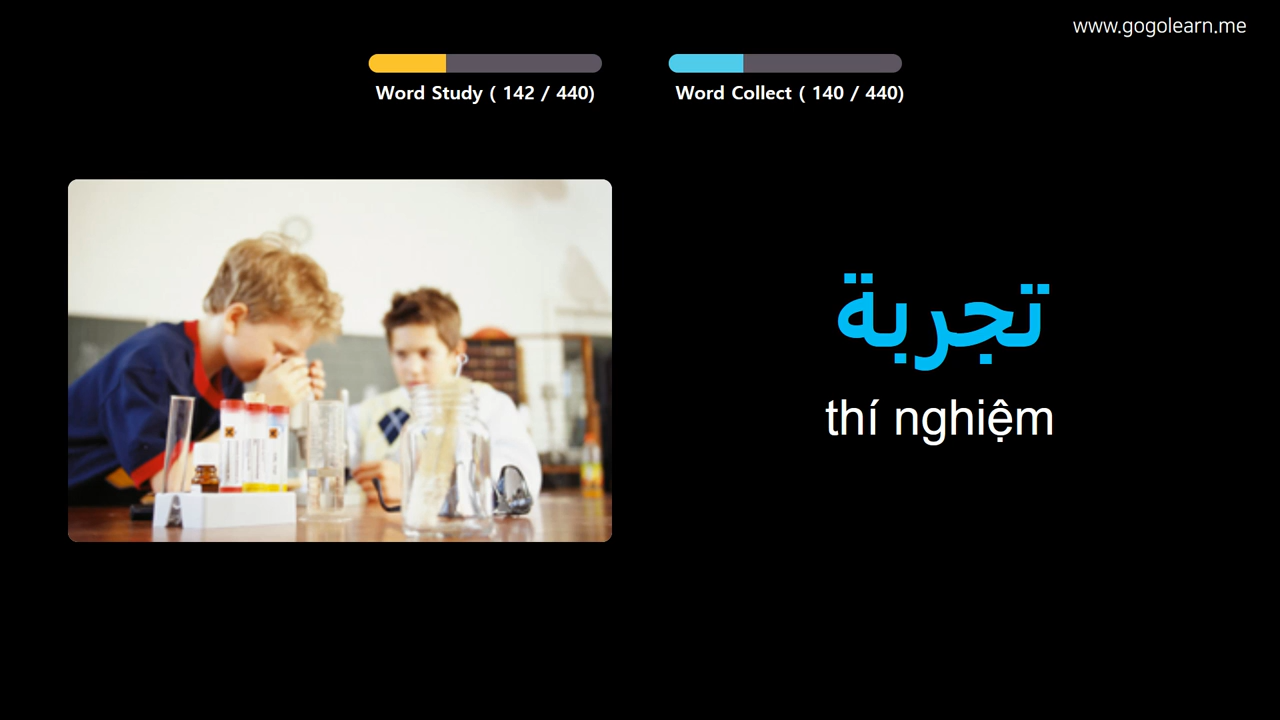 www.gogolearn.me
Word Study ( 142 / 440)
Word Collect ( 140 / 440)
تجربة
thí nghiệm